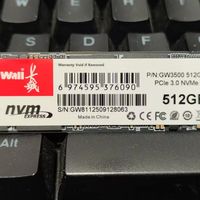 Warranty Void if Removed
Wali
P/N:GW3500 512G
PCIe 3.0 NVMe
6 974595 376090
512GB
nvm
EXPRESS
S/N:GW8112509128063
Made In China
Alt